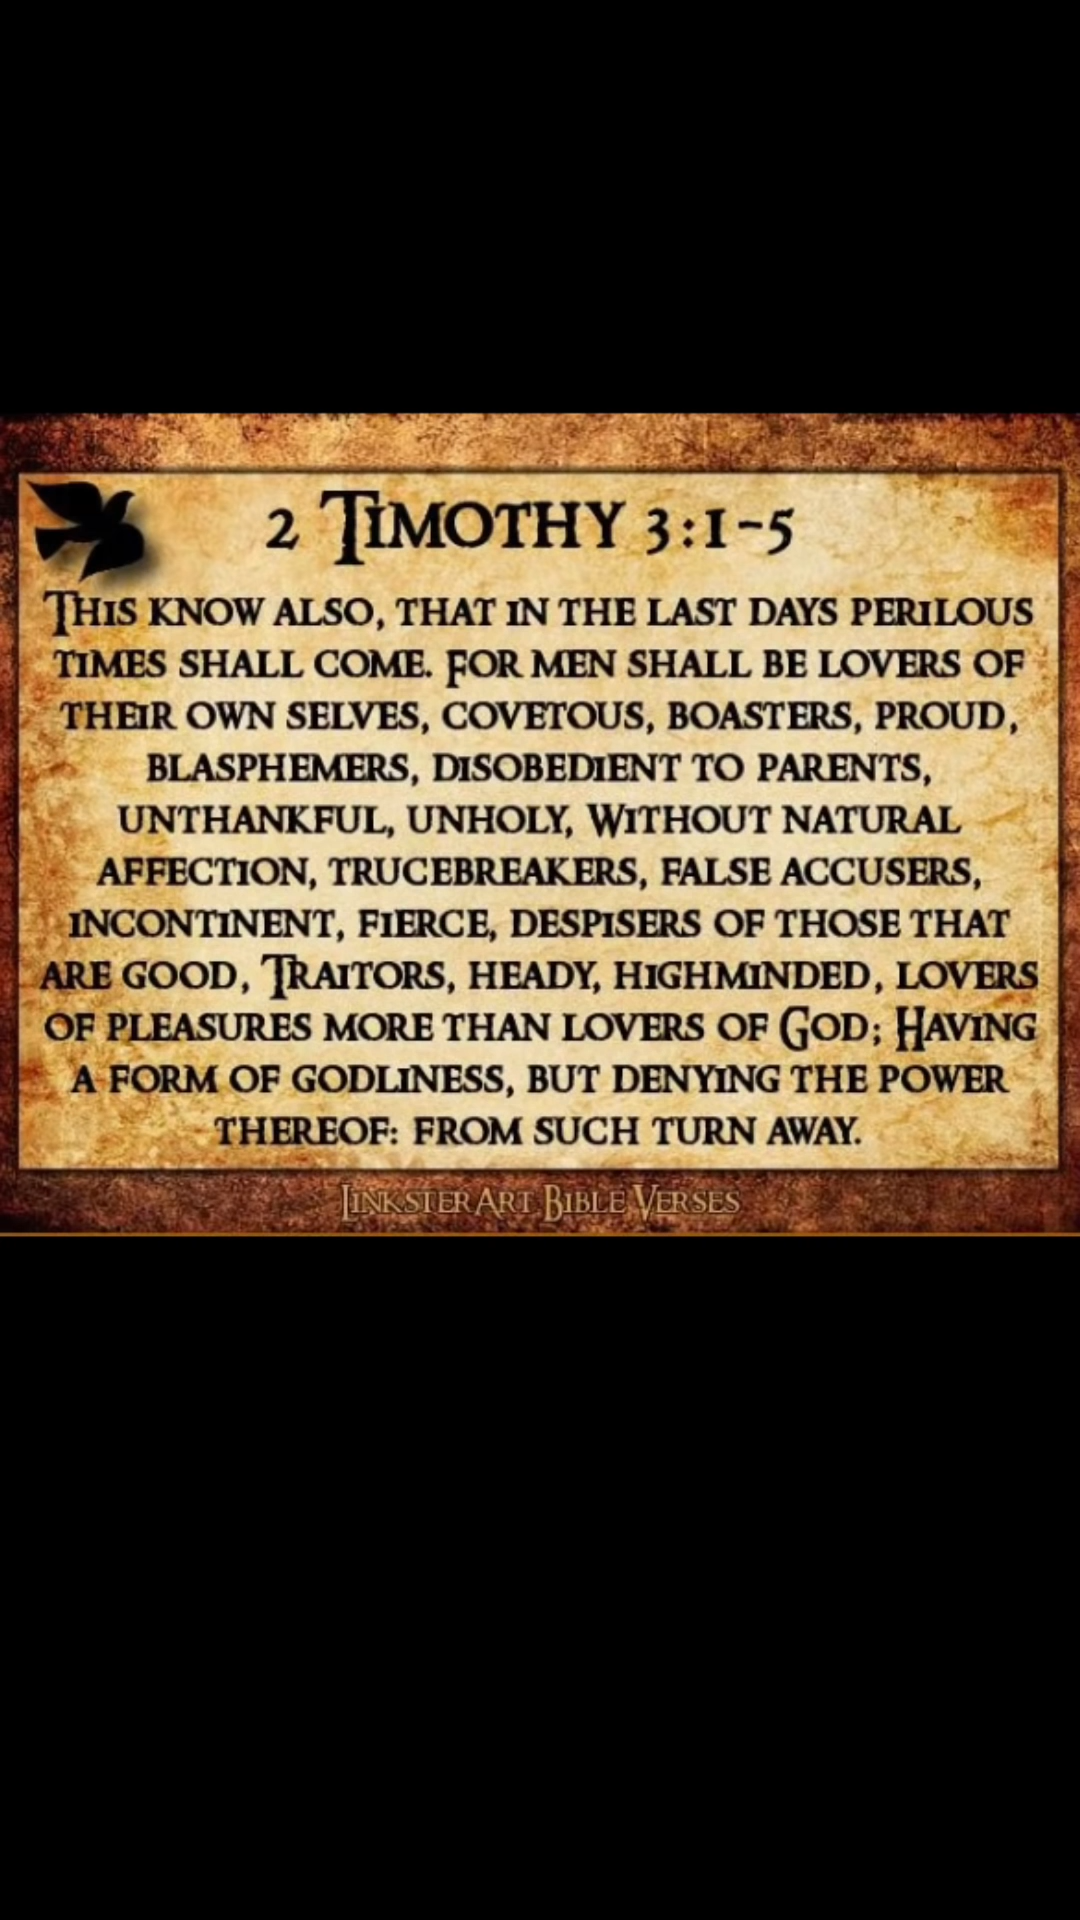 2 Timothy 3:1-5
This know also, that in the last days perilous
times shall come. For men shall be lovers of
their own selves, covetous, boasters, proud,
blasphemers, disobedient to parents,
unthankful, unholy, Without natural
affection, trucebreakers, false accusers,
incontinent, fierce, despisers of those that
are good, Traitors, heady, highminded, lovers
of pleasures more than lovers of God; Having
a form of godliness, but denying the power
thereof: from such turn away.
LinksterArt Bible Verses